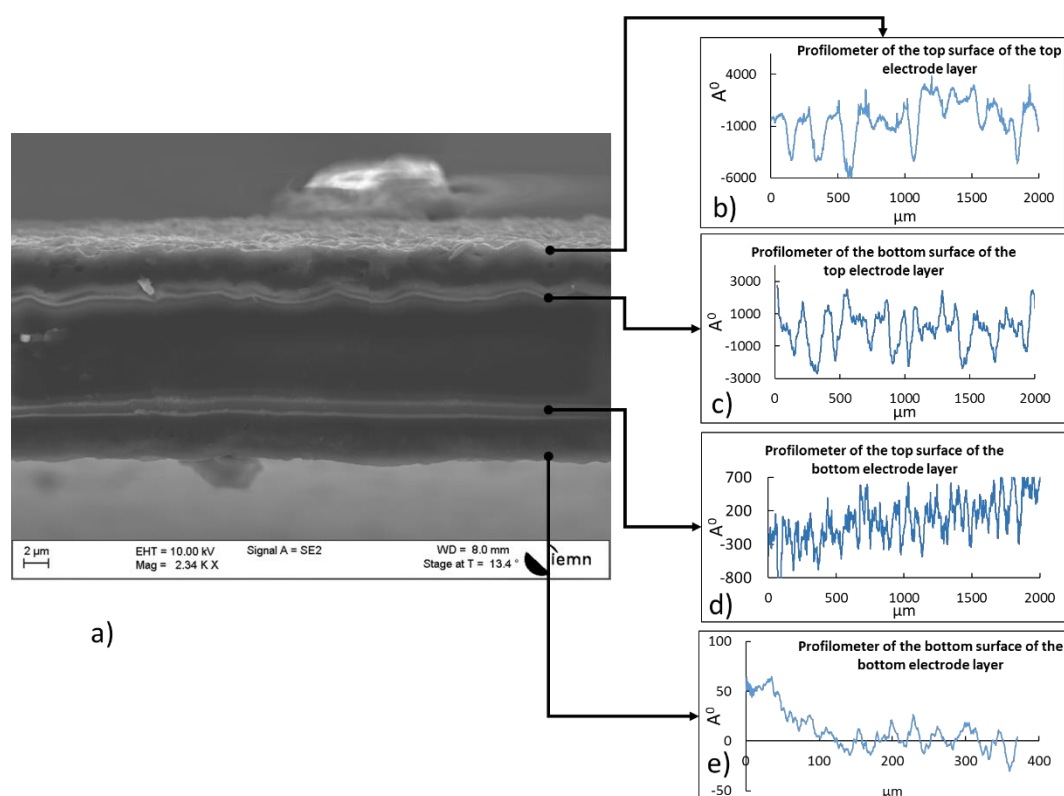 Profilometer of the top surface of the top
electrode layer
A⁰
4000
-1000
-6000
0
500
1000
1500
2000
μm
b)
Profilometer of the bottom surface of the
top electrode layer
A⁰
3000
1000
-1000
-3000
0
500
1000
1500
2000
μm
c)
Profilometer of the top surface of the
bottom electrode layer
A⁰
700
200
-300
-800
0
500
1000
1500
2000
μm
d)
Profilometer of the bottom surface of the
bottom electrode layer
A⁰
100
50
0
-50
0
100
200
300
400
μm
e)
2 μm
EHT = 10.00 kV
Mag = 2.34 K X
Signal A = SE2
WD = 8.0 mm
Stage at T = 13.4 °
iemn
a)